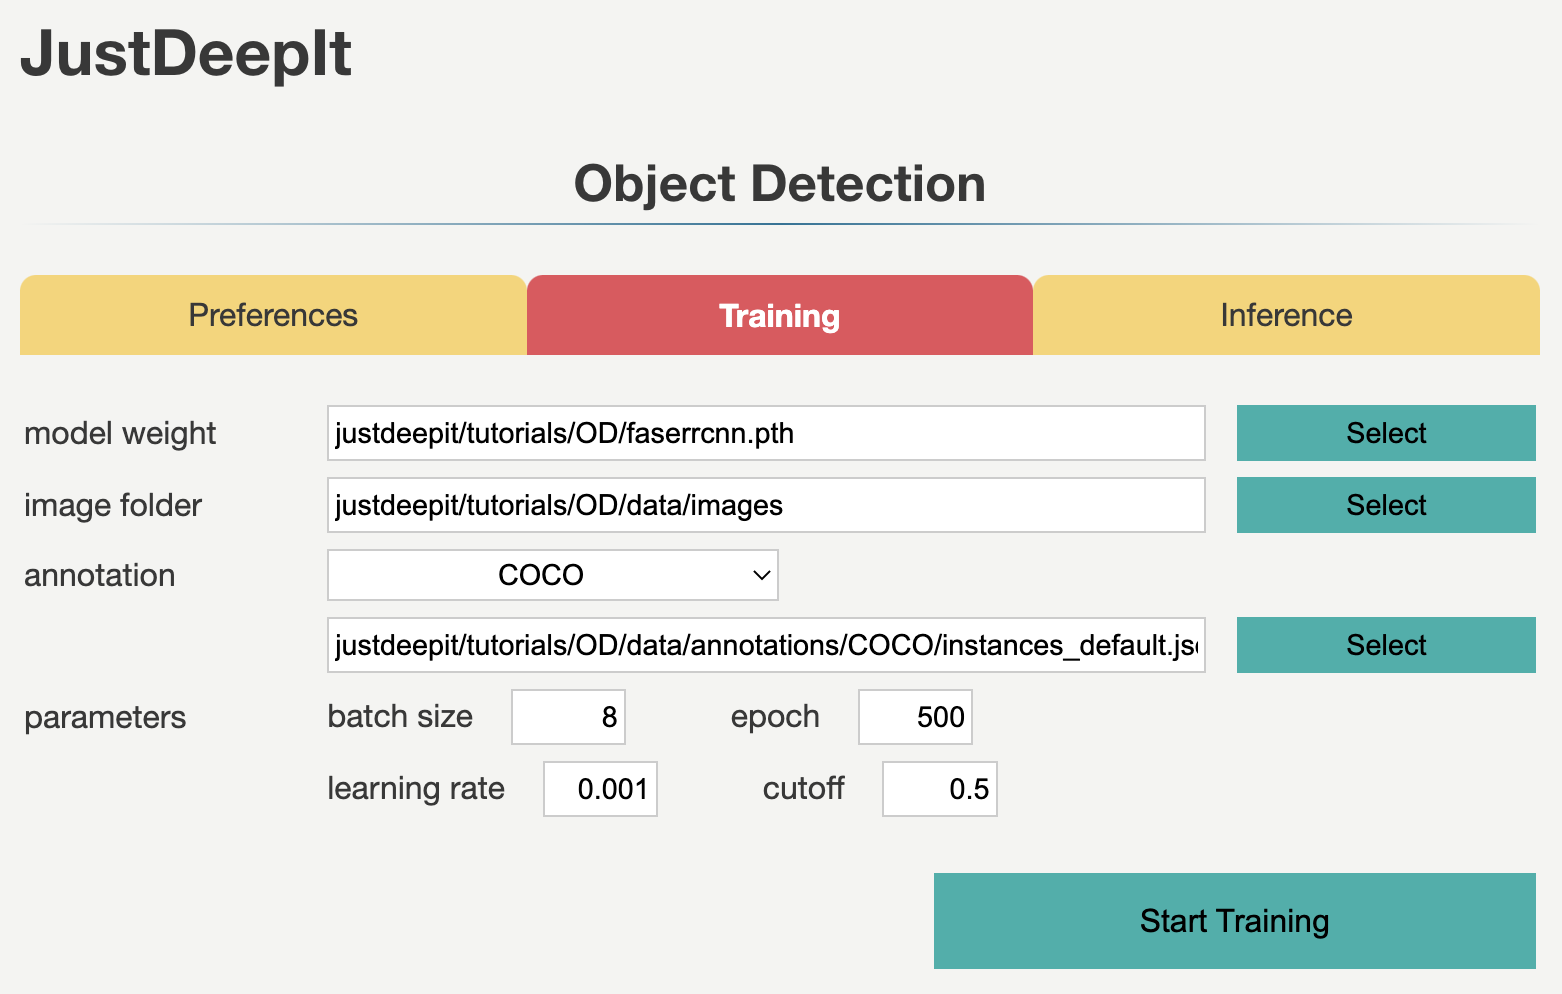 JustDeepIt
Object Detection
Preferences Training Inference
model weight justdeepit/tutorials/OD/faserrcnn.pth Select
image folder justdeepit/tutorials/OD/data/images Select
annotation COCO
justdeepit/tutorials/OD/data/annotations/COCO/instances_default.jso Select
parameters batch size 8 epoch 500
learning rate 0.001 cutoff 0.5
Start Training